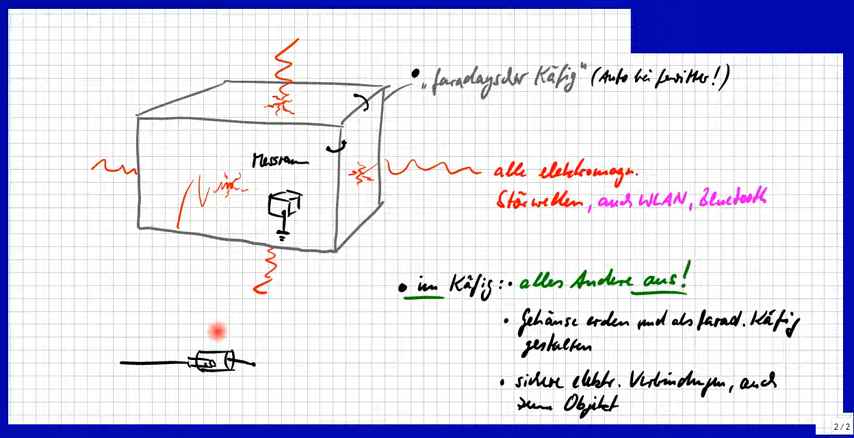 • „faradayscher Käfig" (Auto bei Gewitter!)
Messraum
alle elektromagn.
Störwellen, auch WLAN, Bluetooth
• im Käfig: • alles Andere aus!
• Gehäuse erden und als farad. Käfig
gestalten
• sichere elektr. Verbindungen, auch
zum Objekt
2/2